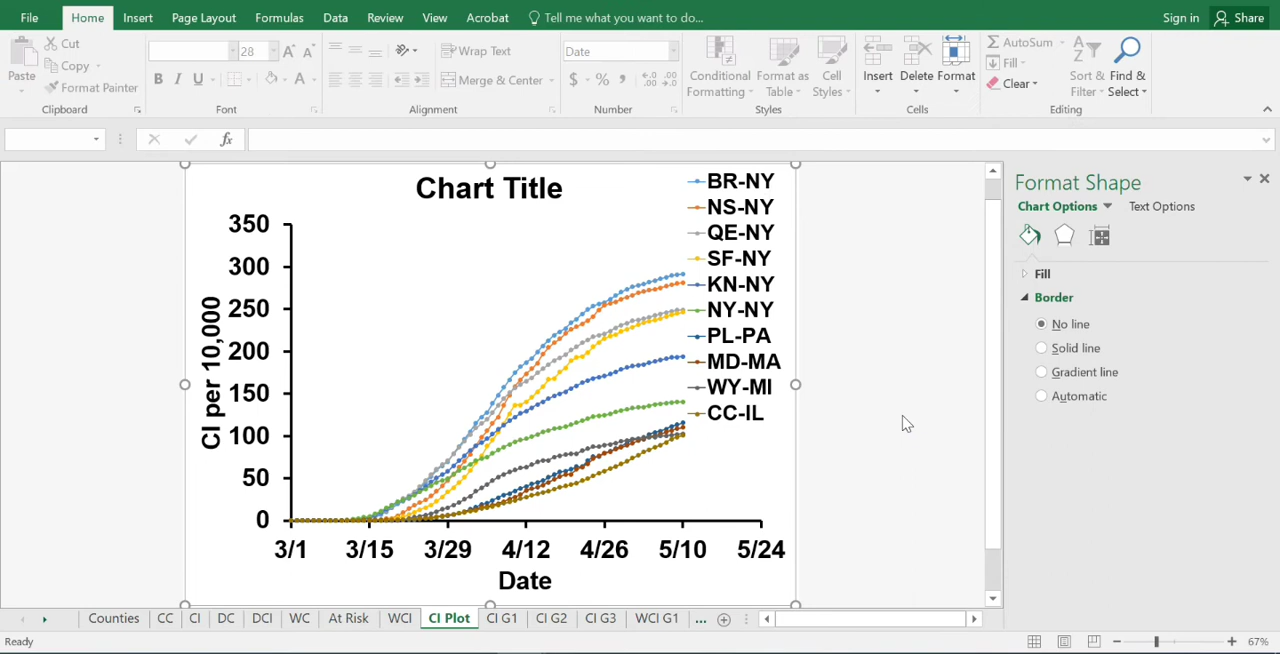 File Home Insert Page Layout Formulas Data Review View Acrobat Tell me what you want to do... Sign in Share
Paste Cut Copy Format Painter Clipboard
28 B I U A Font
Wrap Text Merge & Center Alignment
Date $ % , Number
Conditional Formatting Format as Table Cell Styles Styles
Insert Delete Format Cells
AutoSum Fill Clear Sort & Filter Find & Select Editing
fx
Chart Title
BR-NY
NS-NY
QE-NY
SF-NY
KN-NY
NY-NY
PL-PA
MD-MA
WY-MI
CC-IL
CI per 10,000
350
300
250
200
150
100
50
0
3/1 3/15 3/29 4/12 4/26 5/10 5/24
Date
Format Shape
Chart Options Text Options
Fill
Border
No line
Solid line
Gradient line
Automatic
Counties CC CI DC DCI WC At Risk WCI CI Plot CI G1 CI G2 CI G3 WCI G1 ...
Ready 67%